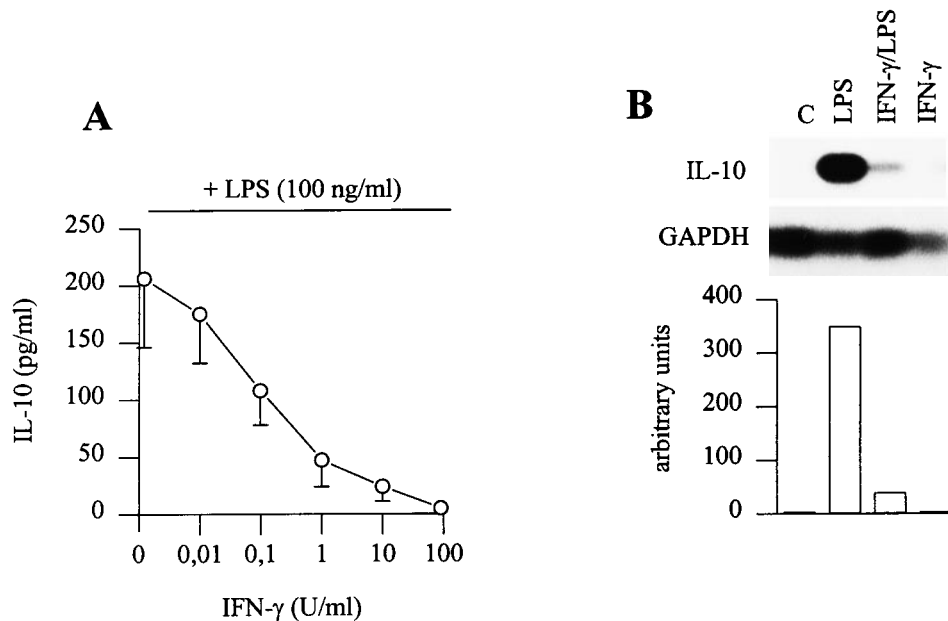 A
+ LPS (100 ng/ml)
IL-10 (pg/ml)
250
200
150
100
50
0
0 0,01 0,1 1 10 100
IFN-γ (U/ml)
B
C LPS IFN-γ/LPS IFN-γ
IL-10
GAPDH
arbitrary units
400
300
200
100
0